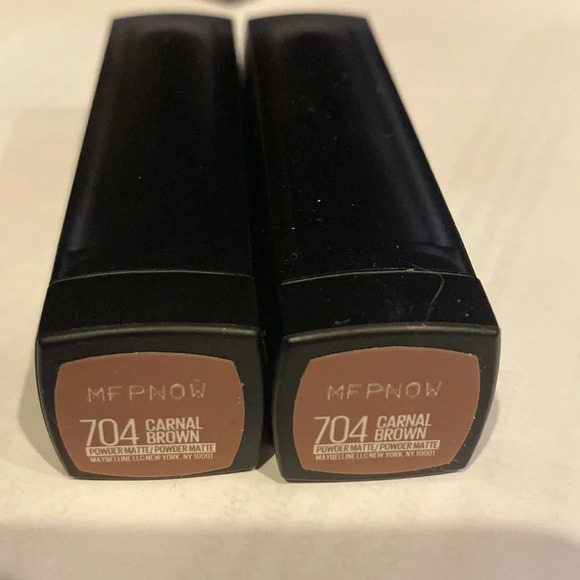 MFPNOW
704 CARNAL
BROWN
POWDER MATTE/POWDER MATTE
MAYBELLINE LLC NEW YORK, NY 10001
MFPNOW
704 CARNAL
BROWN
POWDER MATTE/POWDER MATTE
MAYBELLINE LLC NEW YORK, NY 10001